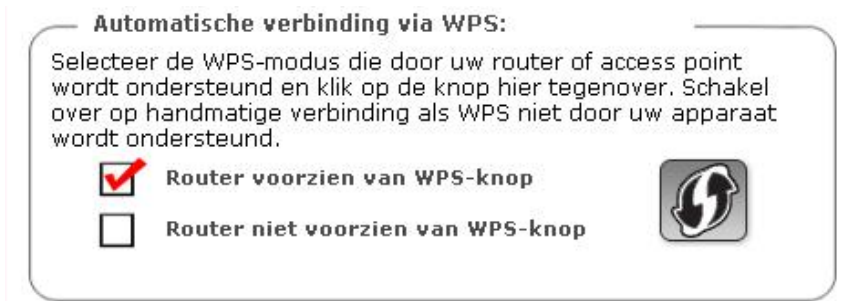 Automatische verbinding via WPS:
Selecteer de WPS-modus die door uw router of access point
wordt ondersteund en klik op de knop hier tegenover. Schakel
over op handmatige verbinding als WPS niet door uw apparaat
wordt ondersteund.
Router voorzien van WPS-knop
Router niet voorzien van WPS-knop